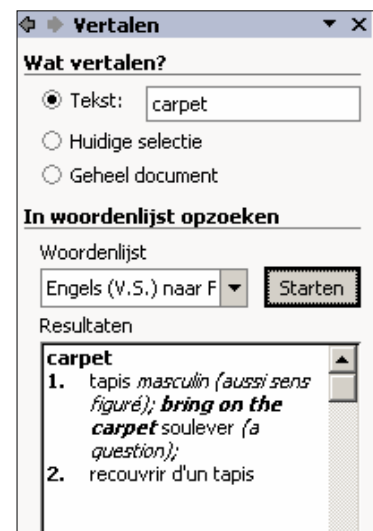 Vertalen
Wat vertalen?
Tekst: carpet
Huidige selectie
Geheel document
In woordenlijst opzoeken
Woordenlijst
Engels (V.S.) naar F Starten
Resultaten
carpet
1. tapis masculin (aussi sens
figuré); bring on the
carpet soulever (a
question);
2. recouvrir d'un tapis